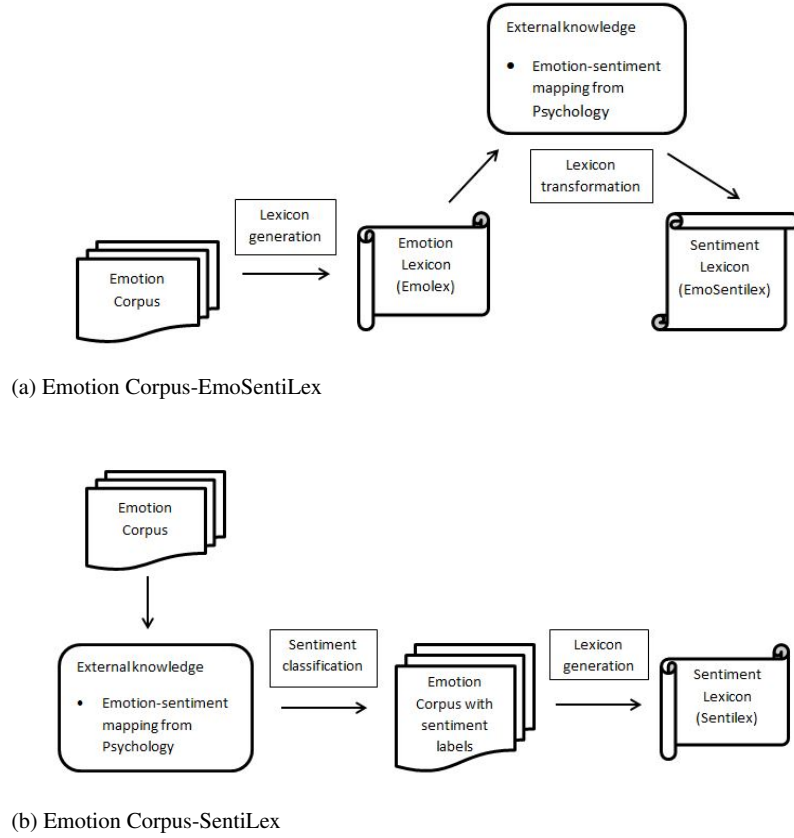 External knowledge
• Emotion-sentiment
mapping from
Psychology
Lexicon
transformation
Lexicon
generation
Emotion
Corpus
Emotion
Lexicon
(Emolex)
Sentiment
Lexicon
(EmoSentilex)
(a) Emotion Corpus-EmoSentiLex
Emotion
Corpus
External knowledge
• Emotion-sentiment
mapping from
Psychology
Sentiment
classification
Emotion
Corpus with
sentiment
labels
Lexicon
generation
Sentiment
Lexicon
(Sentilex)
(b) Emotion Corpus-SentiLex